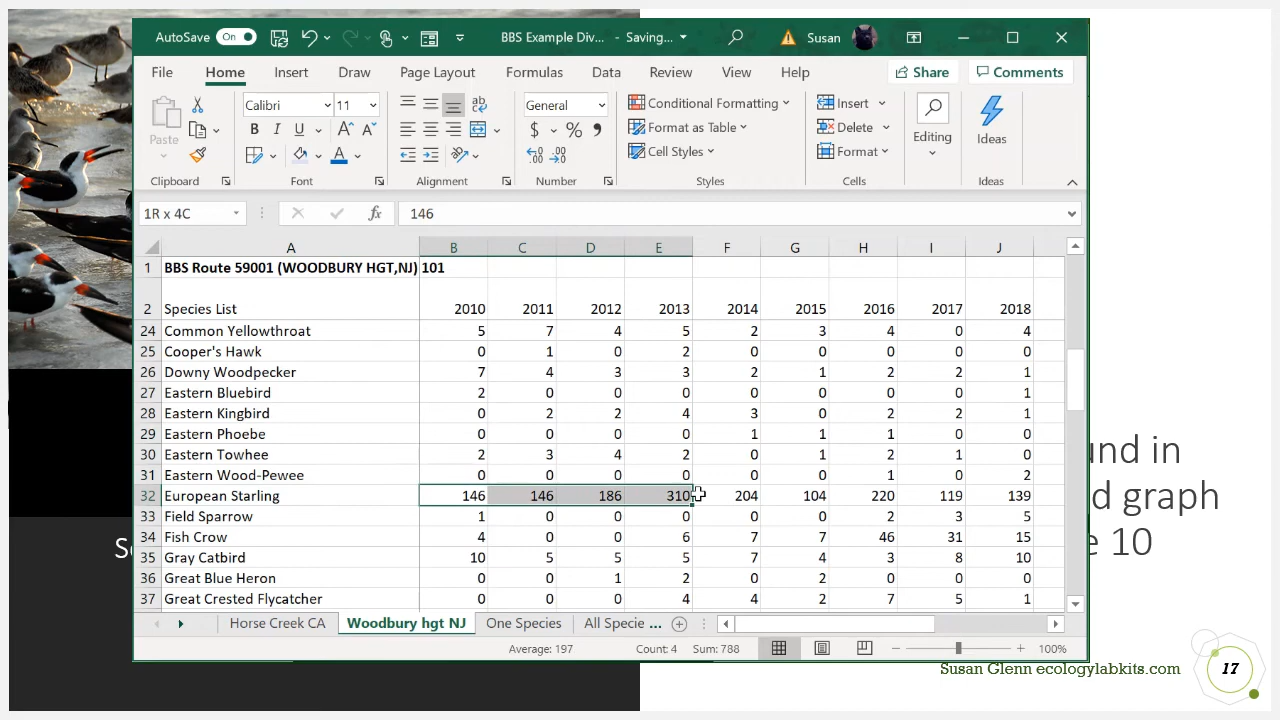 AutoSave On BBS Example Div... - Saving... Susan
File Home Insert Draw Page Layout Formulas Data Review View Help Share Comments
Paste Calibri 11 ab General Conditional Formatting Insert Editing Ideas
B I U A A $ % Format as Table Delete
A Cell Styles Format
Clipboard Font Alignment Number Styles Cells Ideas
1R x 4C fx 146
A B C D E F G H I J
1 BBS Route 59001 (WOODBURY HGT,NJ) 101
2 Species List 2010 2011 2012 2013 2014 2015 2016 2017 2018
24 Common Yellowthroat 5 7 4 5 2 3 4 0 4
25 Cooper's Hawk 0 1 0 2 0 0 0 0 0
26 Downy Woodpecker 7 4 3 3 2 1 2 2 1
27 Eastern Bluebird 2 0 0 0 0 0 0 0 1
28 Eastern Kingbird 0 2 2 4 3 0 2 2 1
29 Eastern Phoebe 0 0 0 0 1 1 1 0 0
30 Eastern Towhee 2 3 4 2 0 1 2 1 0
31 Eastern Wood-Pewee 0 0 0 0 0 0 1 0 2
32 European Starling 146 146 186 310 204 104 220 119 139
33 Field Sparrow 1 0 0 0 0 0 2 3 5
34 Fish Crow 4 0 0 6 7 7 46 31 15
35 Gray Catbird 10 5 5 5 7 4 3 8 10
36 Great Blue Heron 0 0 1 2 0 2 0 0 0
37 Great Crested Flycatcher 0 0 0 4 4 2 7 5 1
Horse Creek CA Woodbury hgt NJ One Species All Specie ...
Average: 197 Count: 4 Sum: 788 100%
und in
d graph
e 10
Susan Glenn ecologylabkits.com 17